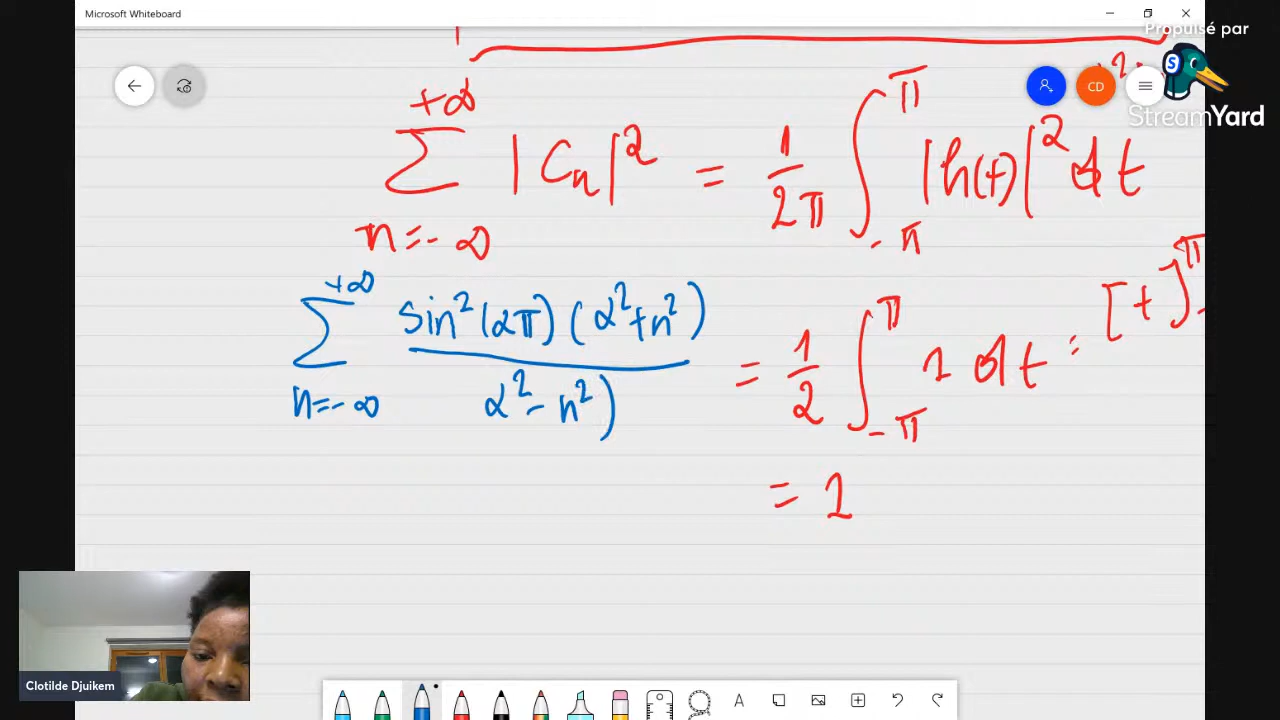 Microsoft Whiteboard
Propulsé par
StreamYard
CD
+∞
∑ |Cn|² = 1/2π ∫ |h(t)|² dt
n=-∞
π
-π
+∞
∑ sin²(απ)(α²+n²) / α²-n²) = 1/2 ∫ 1 dt = [t]π
n=-∞
π
-π
= 1
Clotilde Djuikem